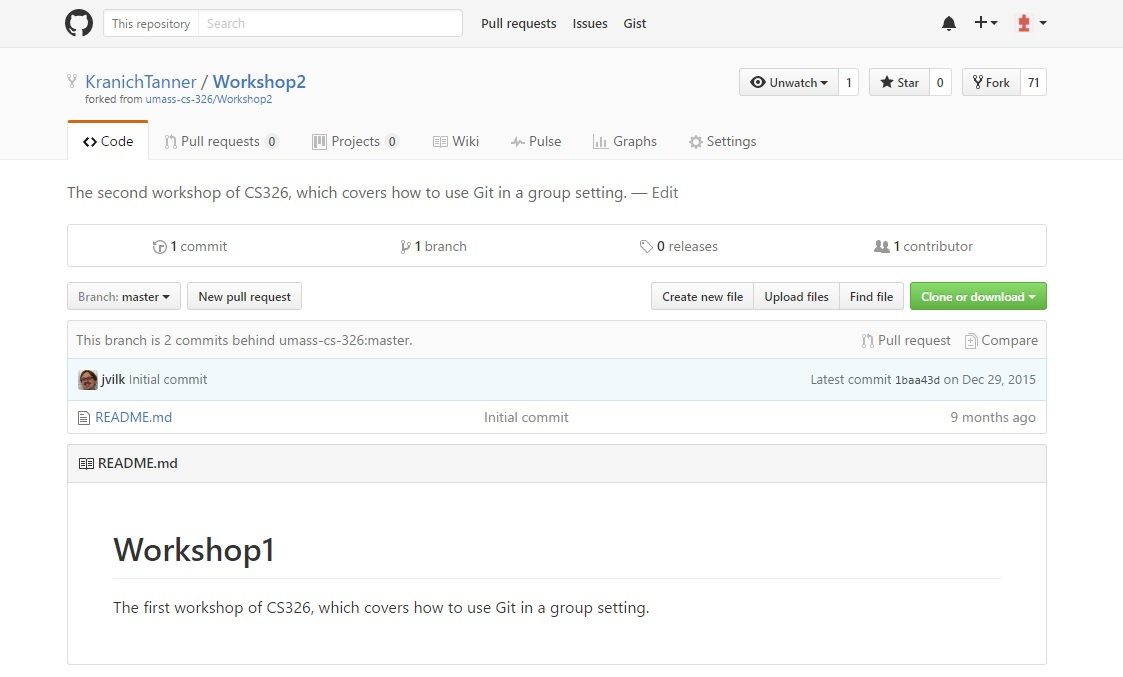 This repository Search Pull requests Issues Gist
KranichTanner / Workshop2 Unwatch 1 Star 0 Fork 71
forked from umass-cs-326/Workshop2
Code Pull requests 0 Projects 0 Wiki Pulse Graphs Settings
The second workshop of CS326, which covers how to use Git in a group setting. — Edit
1 commit 1 branch 0 releases 1 contributor
Branch: master New pull request Create new file Upload files Find file Clone or download
This branch is 2 commits behind umass-cs-326:master. Pull request Compare
jvilk Initial commit Latest commit 1baa43d on Dec 29, 2015
README.md Initial commit 9 months ago
README.md
Workshop1
The first workshop of CS326, which covers how to use Git in a group setting.